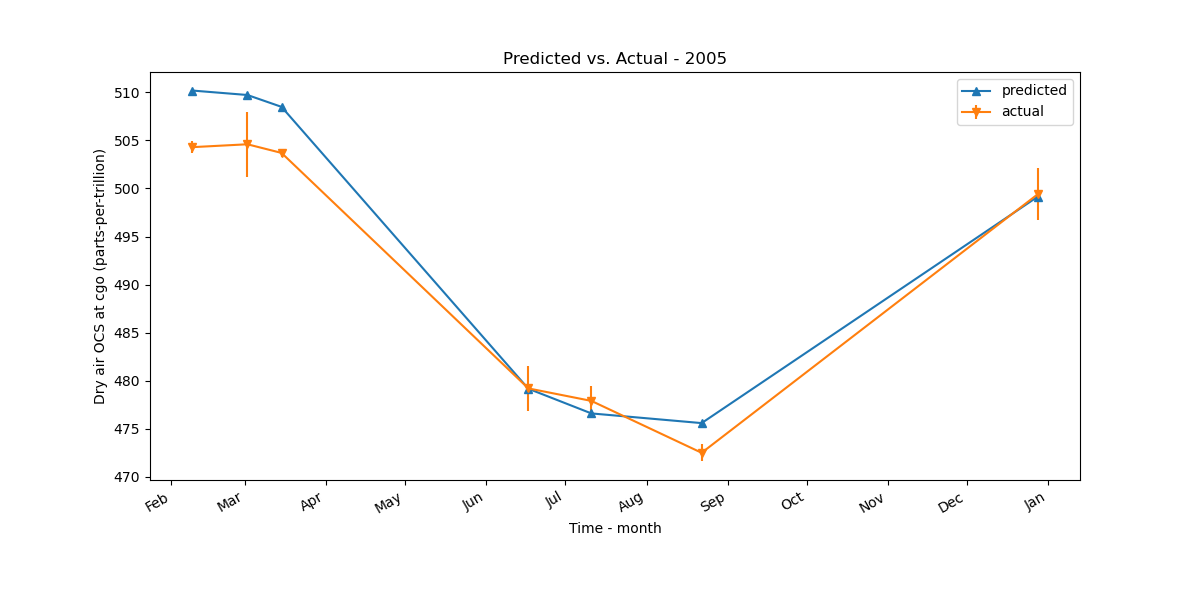 Predicted vs. Actual - 2005
predicted
actual
510
505
500
495
490
485
480
475
470
Dry air OCS at cgo (parts-per-trillion)
Feb
Mar
Apr
May
Jun
Jul
Aug
Sep
Oct
Nov
Dec
Jan
Time - month